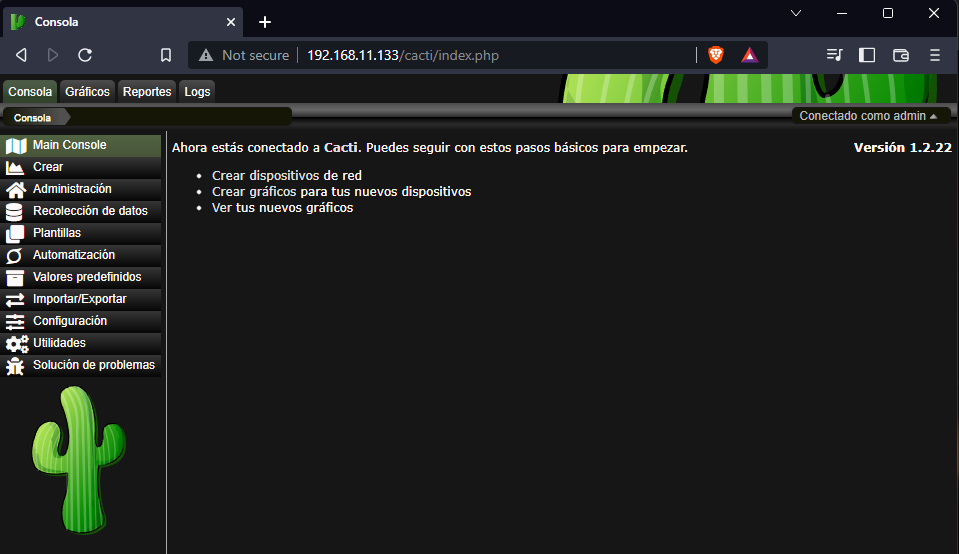 Consola
Not secure
192.168.11.133/cacti/index.php
Consola
Gráficos
Reportes
Logs
Consola
Conectado como admin
Main Console
Crear
Administración
Recolección de datos
Plantillas
Automatización
Valores predefinidos
Importar/Exportar
Configuración
Utilidades
Solución de problemas
Ahora estás conectado a Cacti. Puedes seguir con estos pasos básicos para empezar.
Versión 1.2.22
Crear dispositivos de red
Crear gráficos para tus nuevos dispositivos
Ver tus nuevos gráficos